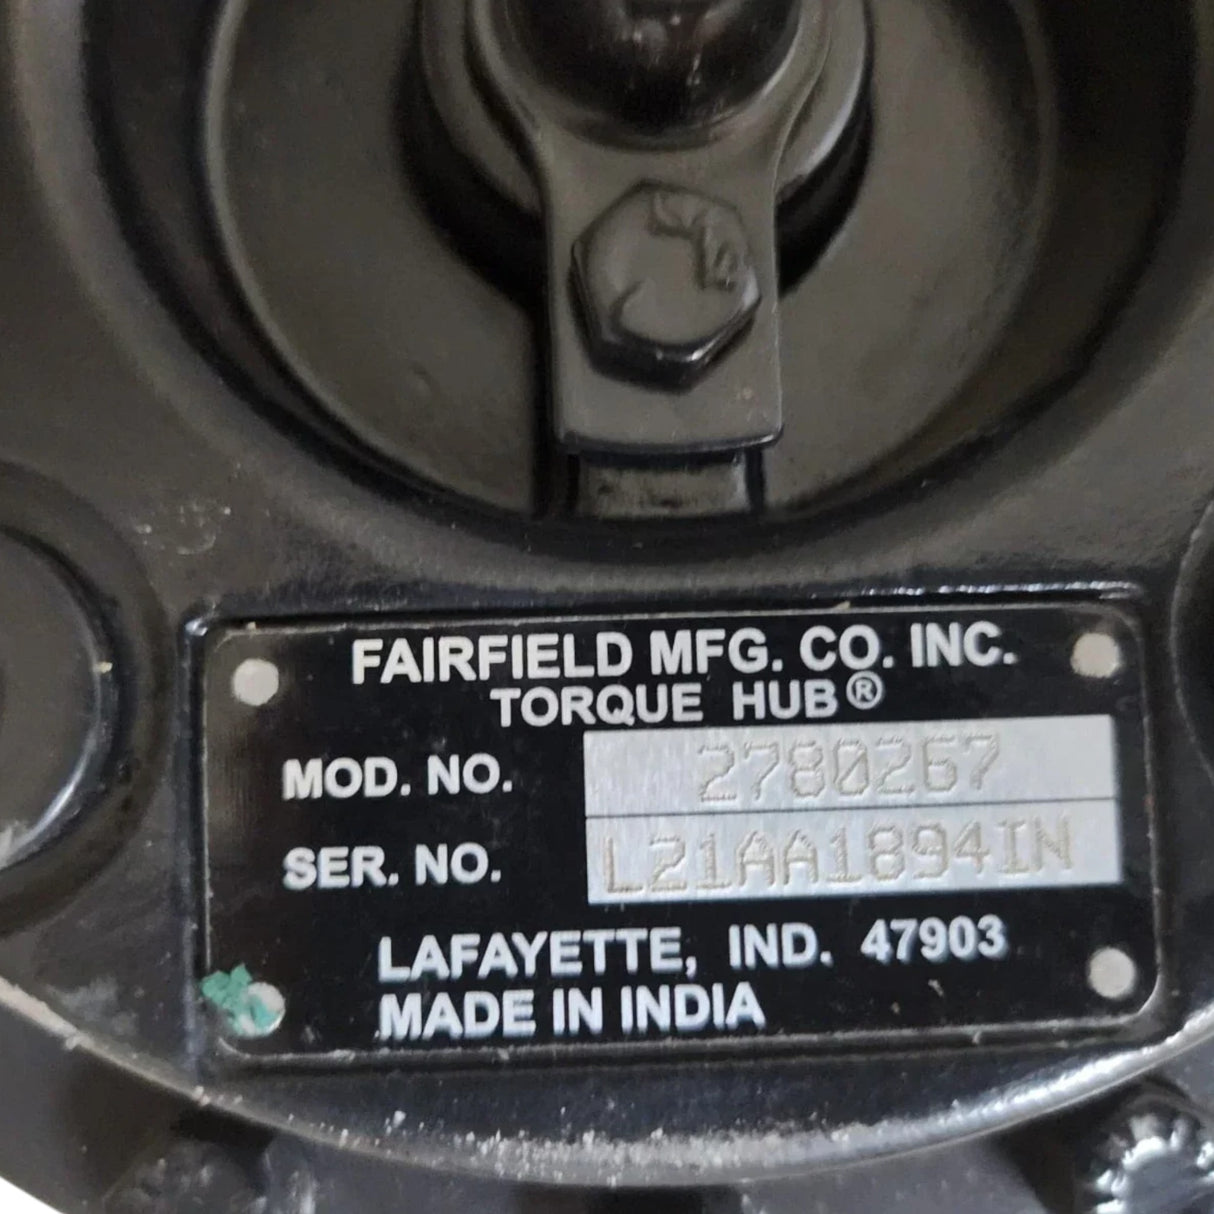 FAIRFIELD MFG. CO. INC.
TORQUE HUB®
MOD. NO. 2780267
SER. NO. L21AA1894IN
LAFAYETTE, IND. 47903
MADE IN INDIA